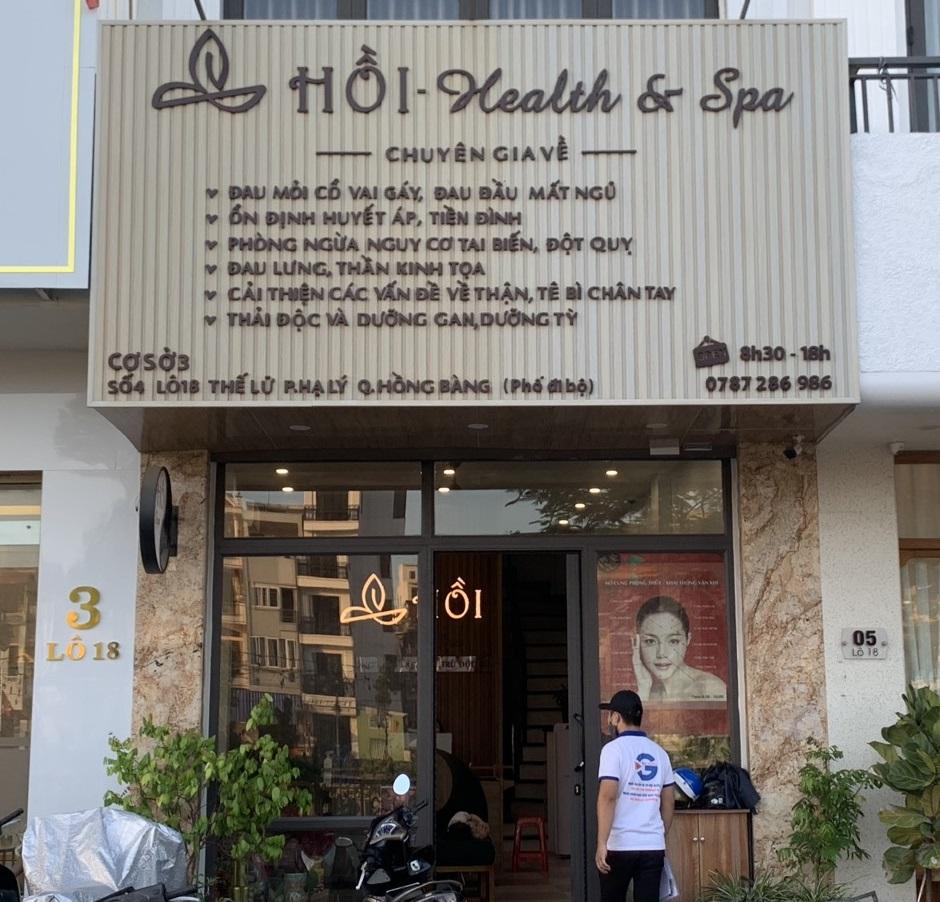 HỒI - Health & Spa
CHUYÊN GIA VỀ
ĐAU MỎI CỔ VAI GÁY, ĐAU ĐẦU MẤT NGỦ
ỔN ĐỊNH HUYẾT ÁP, TIỀN ĐÌNH
PHÒNG NGỪA NGUY CƠ TAI BIẾN, ĐỘT QUỴ
ĐAU LƯNG, THẦN KINH TỌA
CẢI THIỆN CÁC VẤN ĐỀ VỀ THẬN, TÊ BÌ CHÂN TAY
THẢI ĐỘC VÀ DƯỠNG GAN, DƯỠNG TỲ
CƠ SỞ 3
SỐ 4 LÔ 18 THẾ LỮ P.HẠ LÝ Q.HỒNG BÀNG (Phố đi bộ)
OPEN 8h30 - 18h
0787 286 986
HỒI
3
LÔ 18
05
LÔ 18
G